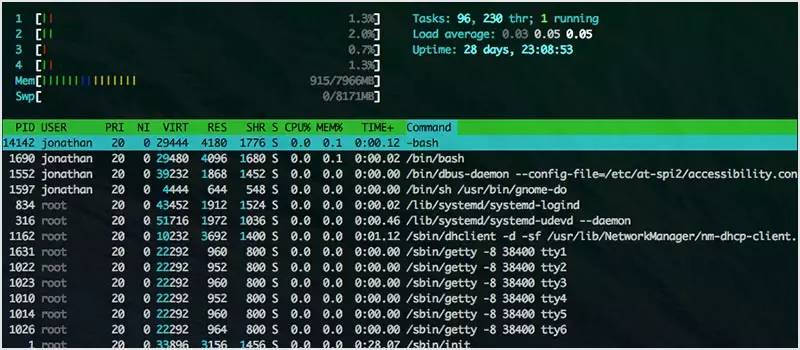 1 [|| 1.3%] Tasks: 96, 230 thr; 1 running
2 [|| 2.0%] Load average: 0.03 0.05 0.05
3 [| 0.7%] Uptime: 28 days, 23:08:53
4 [|| 1.3%]
Mem[|||||||||||||||| 915/7966MB]
Swp[ 0/8171MB]
PID USER PRI NI VIRT RES SHR S CPU% MEM% TIME+ Command
14142 jonathan 20 0 29444 4180 1776 S 0.0 0.1 0:00.12 -bash
1690 jonathan 20 0 29480 4096 1680 S 0.0 0.1 0:00.02 /bin/bash
1552 jonathan 20 0 39232 1868 1452 S 0.0 0.0 0:00.00 /bin/dbus-daemon --config-file=/etc/at-spi2/accessibility.con
1597 jonathan 20 0 4444 644 548 S 0.0 0.0 0:00.00 /bin/sh /usr/bin/gnome-do
834 root 20 0 43452 1912 1524 S 0.0 0.0 0:00.02 /lib/systemd/systemd-logind
316 root 20 0 51716 1972 1036 S 0.0 0.0 0:00.46 /lib/systemd/systemd-udevd --daemon
1162 root 20 0 10232 3692 1400 S 0.0 0.0 0:01.12 /sbin/dhclient -d -sf /usr/lib/NetworkManager/nm-dhcp-client.
1631 root 20 0 22292 960 800 S 0.0 0.0 0:00.00 /sbin/getty -8 38400 tty1
1022 root 20 0 22292 952 800 S 0.0 0.0 0:00.00 /sbin/getty -8 38400 tty2
1023 root 20 0 22292 960 800 S 0.0 0.0 0:00.00 /sbin/getty -8 38400 tty3
1010 root 20 0 22292 952 800 S 0.0 0.0 0:00.00 /sbin/getty -8 38400 tty4
1014 root 20 0 22292 960 800 S 0.0 0.0 0:00.00 /sbin/getty -8 38400 tty5
1026 root 20 0 22292 964 800 S 0.0 0.0 0:00.00 /sbin/getty -8 38400 tty6
1 root 20 0 33896 3156 1456 S 0.0 0.0 0:28.07 /sbin/init